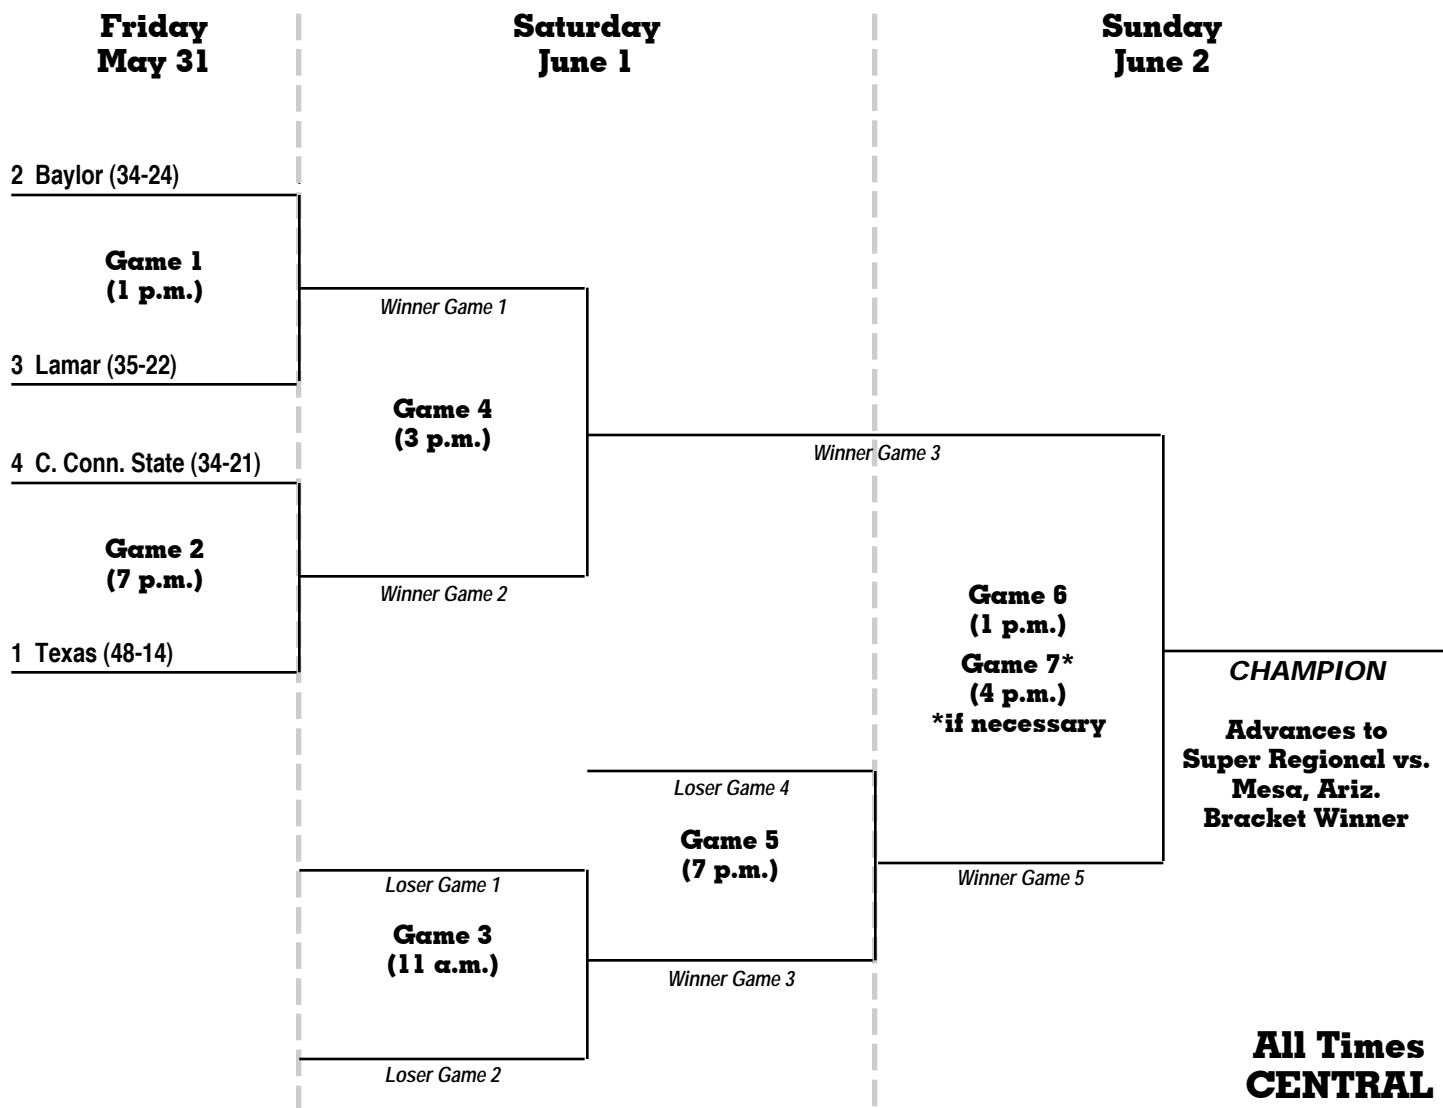 Friday
May 31
Saturday
June 1
Sunday
June 2
2 Baylor (34-24)
Game 1
(1 p.m.)
Winner Game 1
3 Lamar (35-22)
Game 4
(3 p.m.)
Winner Game 3
4 C. Conn. State (34-21)
Game 2
(7 p.m.)
Winner Game 2
1 Texas (48-14)
Game 6
(1 p.m.)
Game 7*
(4 p.m.)
*if necessary
CHAMPION
Advances to
Super Regional vs.
Mesa, Ariz.
Bracket Winner
Loser Game 4
Game 5
(7 p.m.)
Winner Game 5
Loser Game 1
Game 3
(11 a.m.)
Winner Game 3
Loser Game 2
All Times
CENTRAL